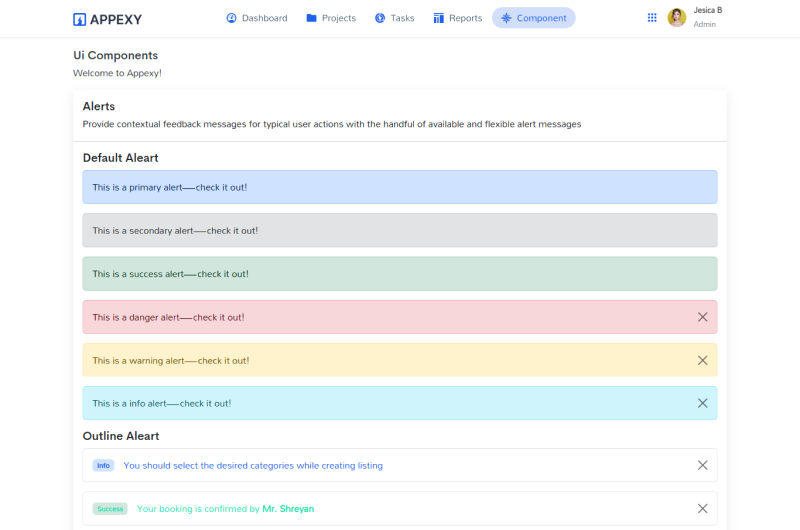 APPEXY
Dashboard
Projects
Tasks
Reports
Component
Jesica B
Admin
Ui Components
Welcome to Appexy!
Alerts
Provide contextual feedback messages for typical user actions with the handful of available and flexible alert messages
Default Aleart
This is a primary alert—check it out!
This is a secondary alert—check it out!
This is a success alert—check it out!
This is a danger alert—check it out!
This is a warning alert—check it out!
This is a info alert—check it out!
Outline Aleart
Info You should select the desired categories while creating listing
Success Your booking is confirmed by Mr. Shreyan